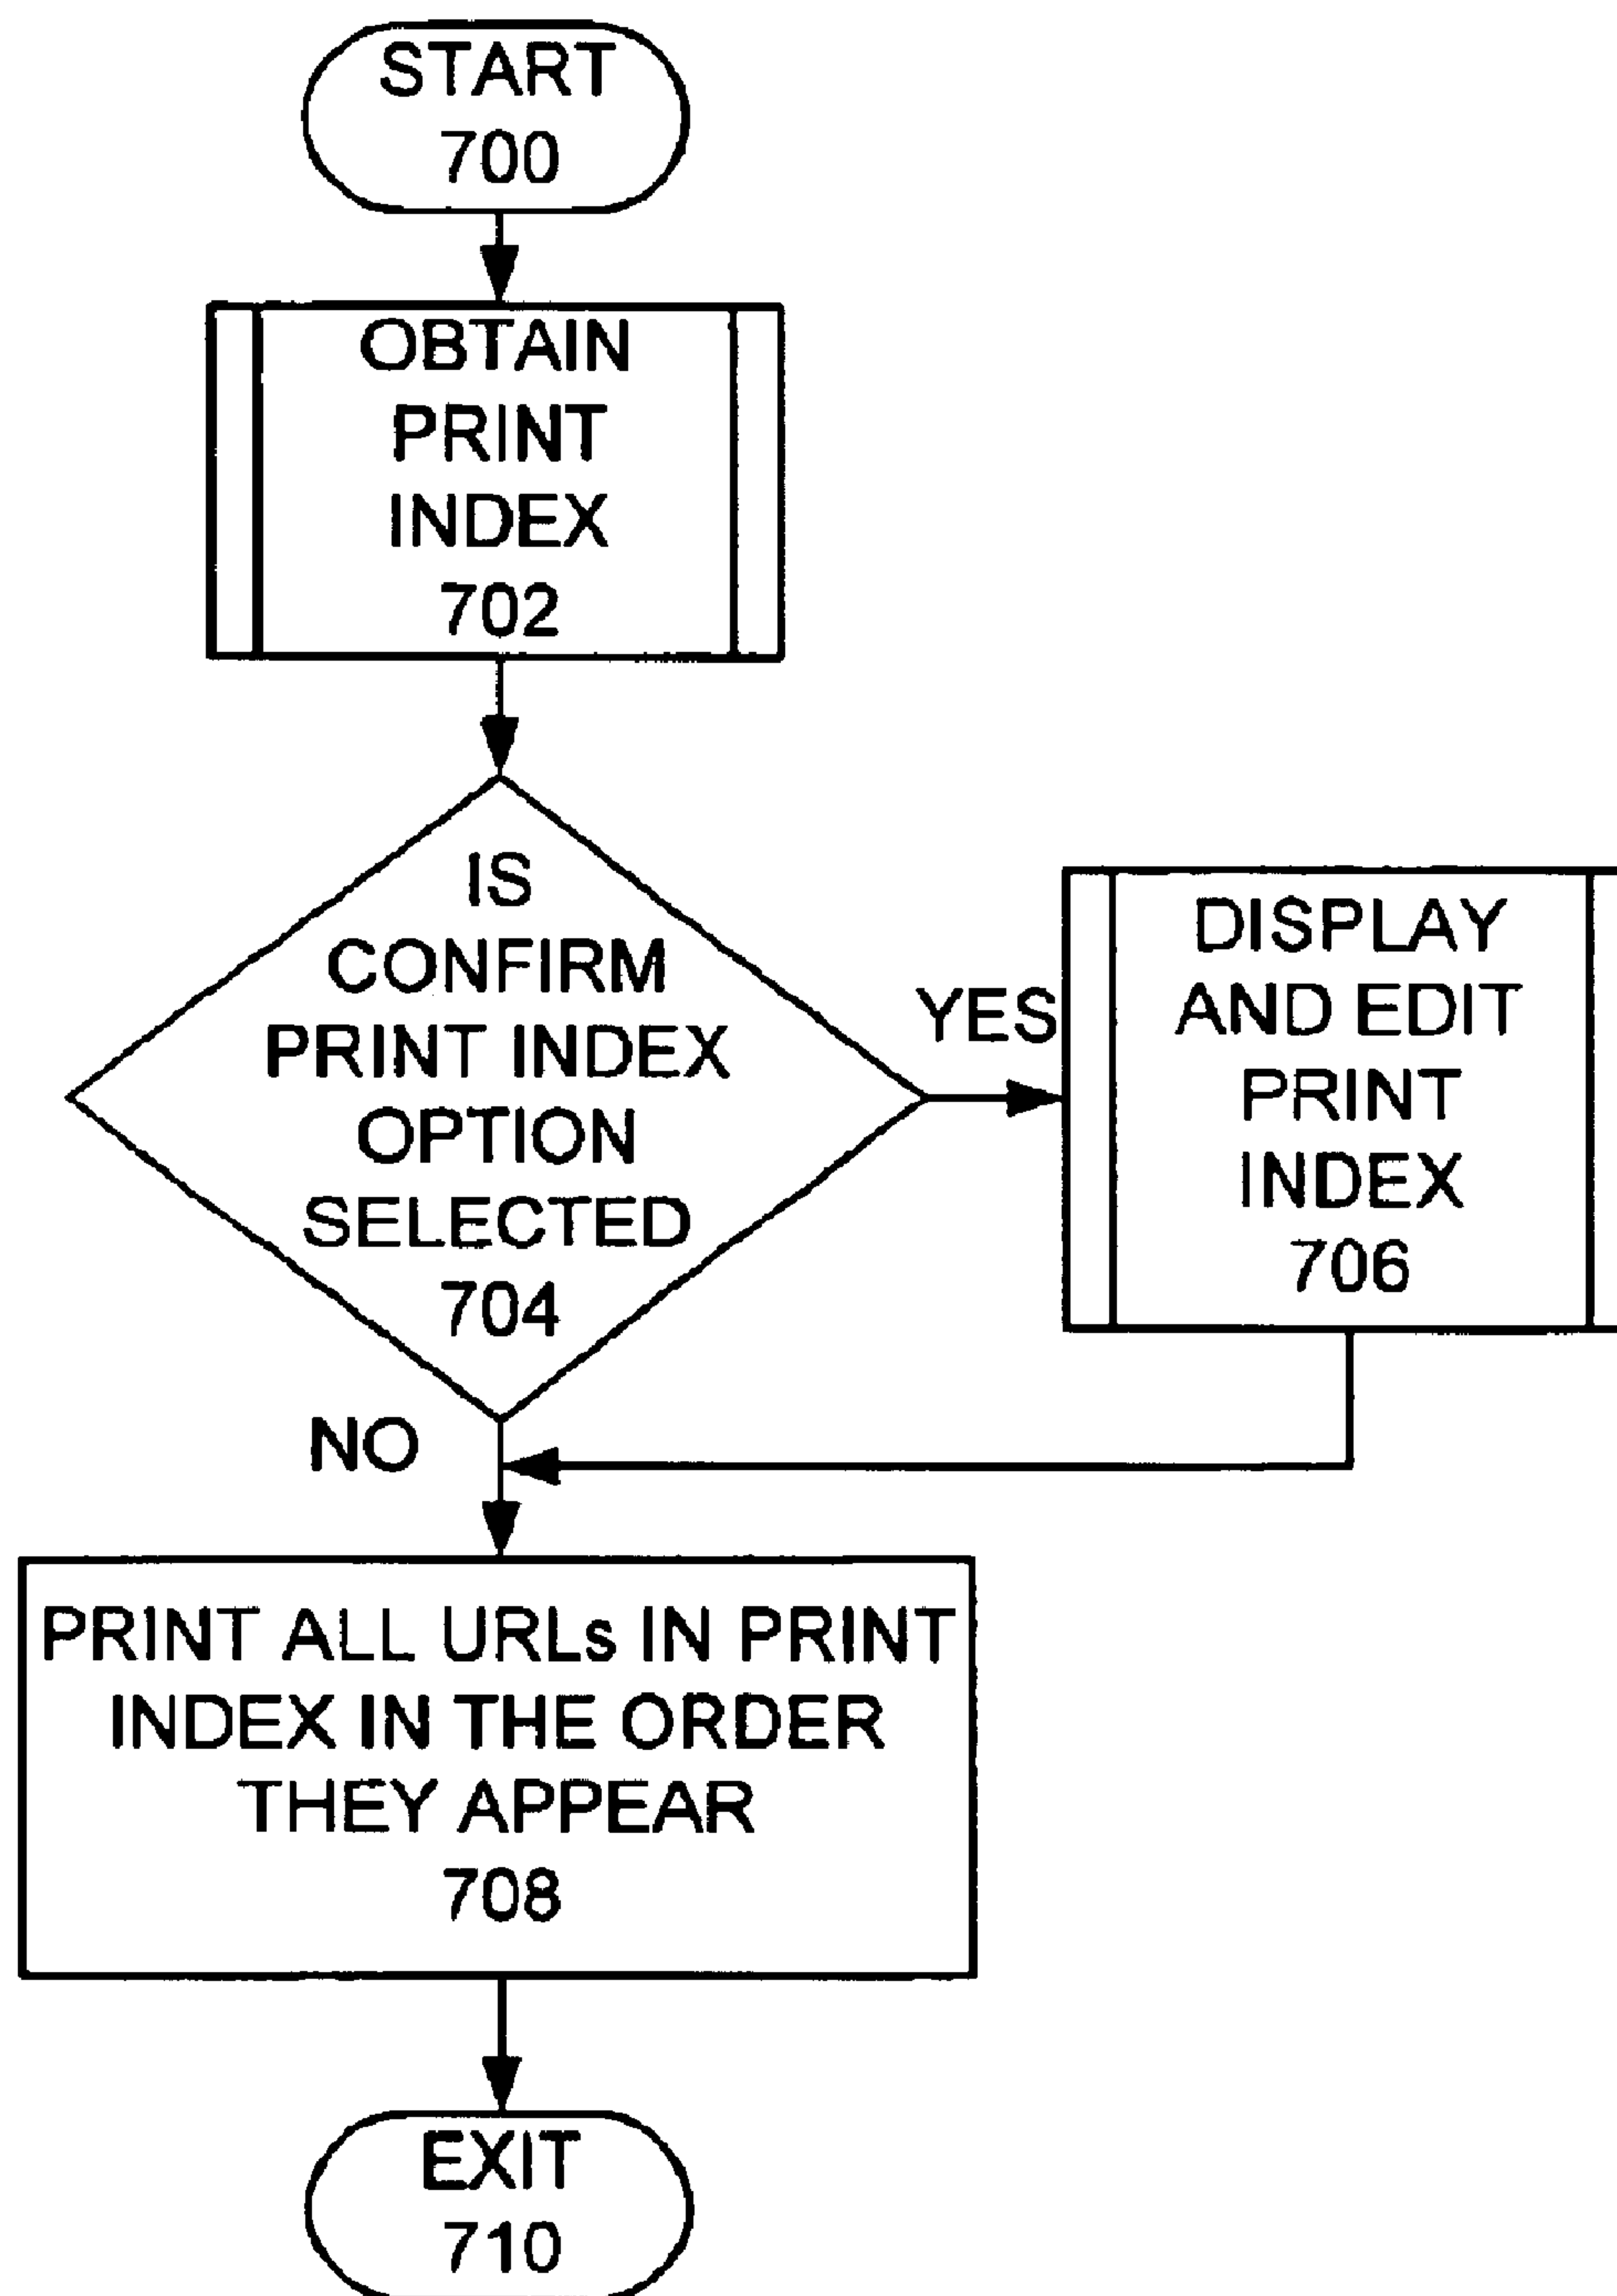 START
700
OBTAIN
PRINT
INDEX
702
IS
CONFIRM
PRINT INDEX
OPTION
SELECTED
704
YES
DISPLAY
AND EDIT
PRINT
INDEX
706
NO
PRINT ALL URLs IN PRINT
INDEX IN THE ORDER
THEY APPEAR
708
EXIT
710